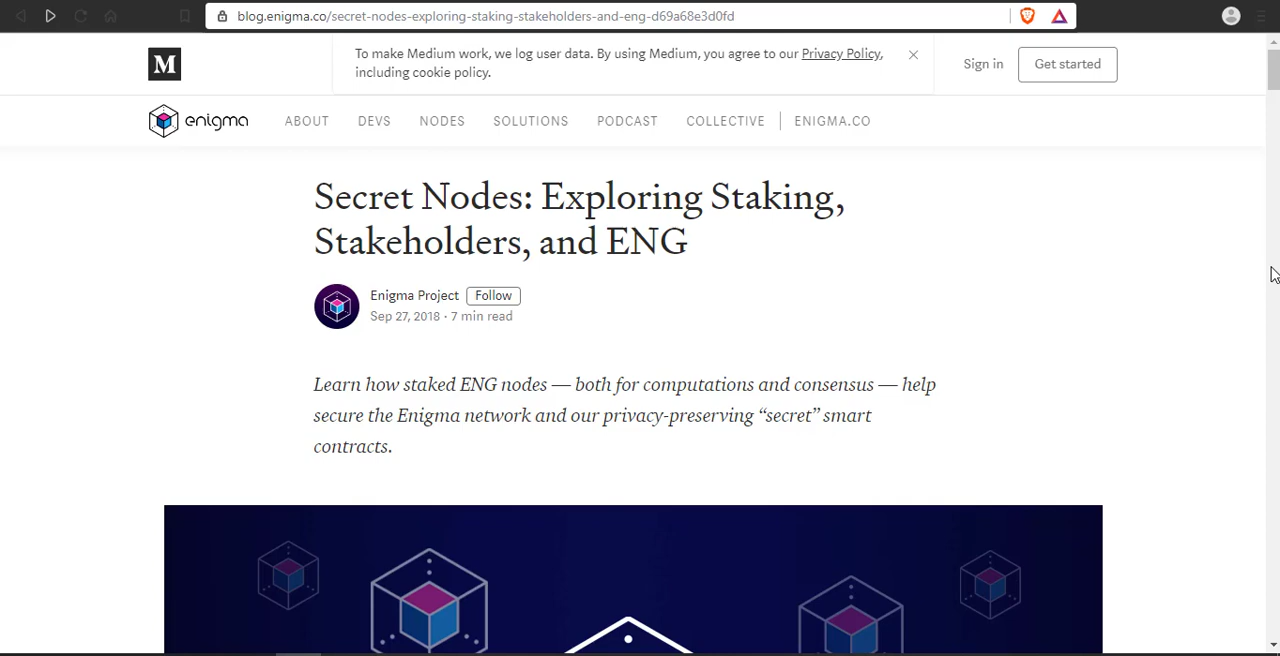 blog.enigma.co/secret-nodes-exploring-staking-stakeholders-and-eng-d69a68e3d0fd
M
To make Medium work, we log user data. By using Medium, you agree to our Privacy Policy,
including cookie policy.
Sign in
Get started
enigma
ABOUT
DEVS
NODES
SOLUTIONS
PODCAST
COLLECTIVE
ENIGMA.CO
Secret Nodes: Exploring Staking,
Stakeholders, and ENG
Enigma Project
Follow
Sep 27, 2018 · 7 min read
Learn how staked ENG nodes — both for computations and consensus — help
secure the Enigma network and our privacy-preserving “secret” smart
contracts.